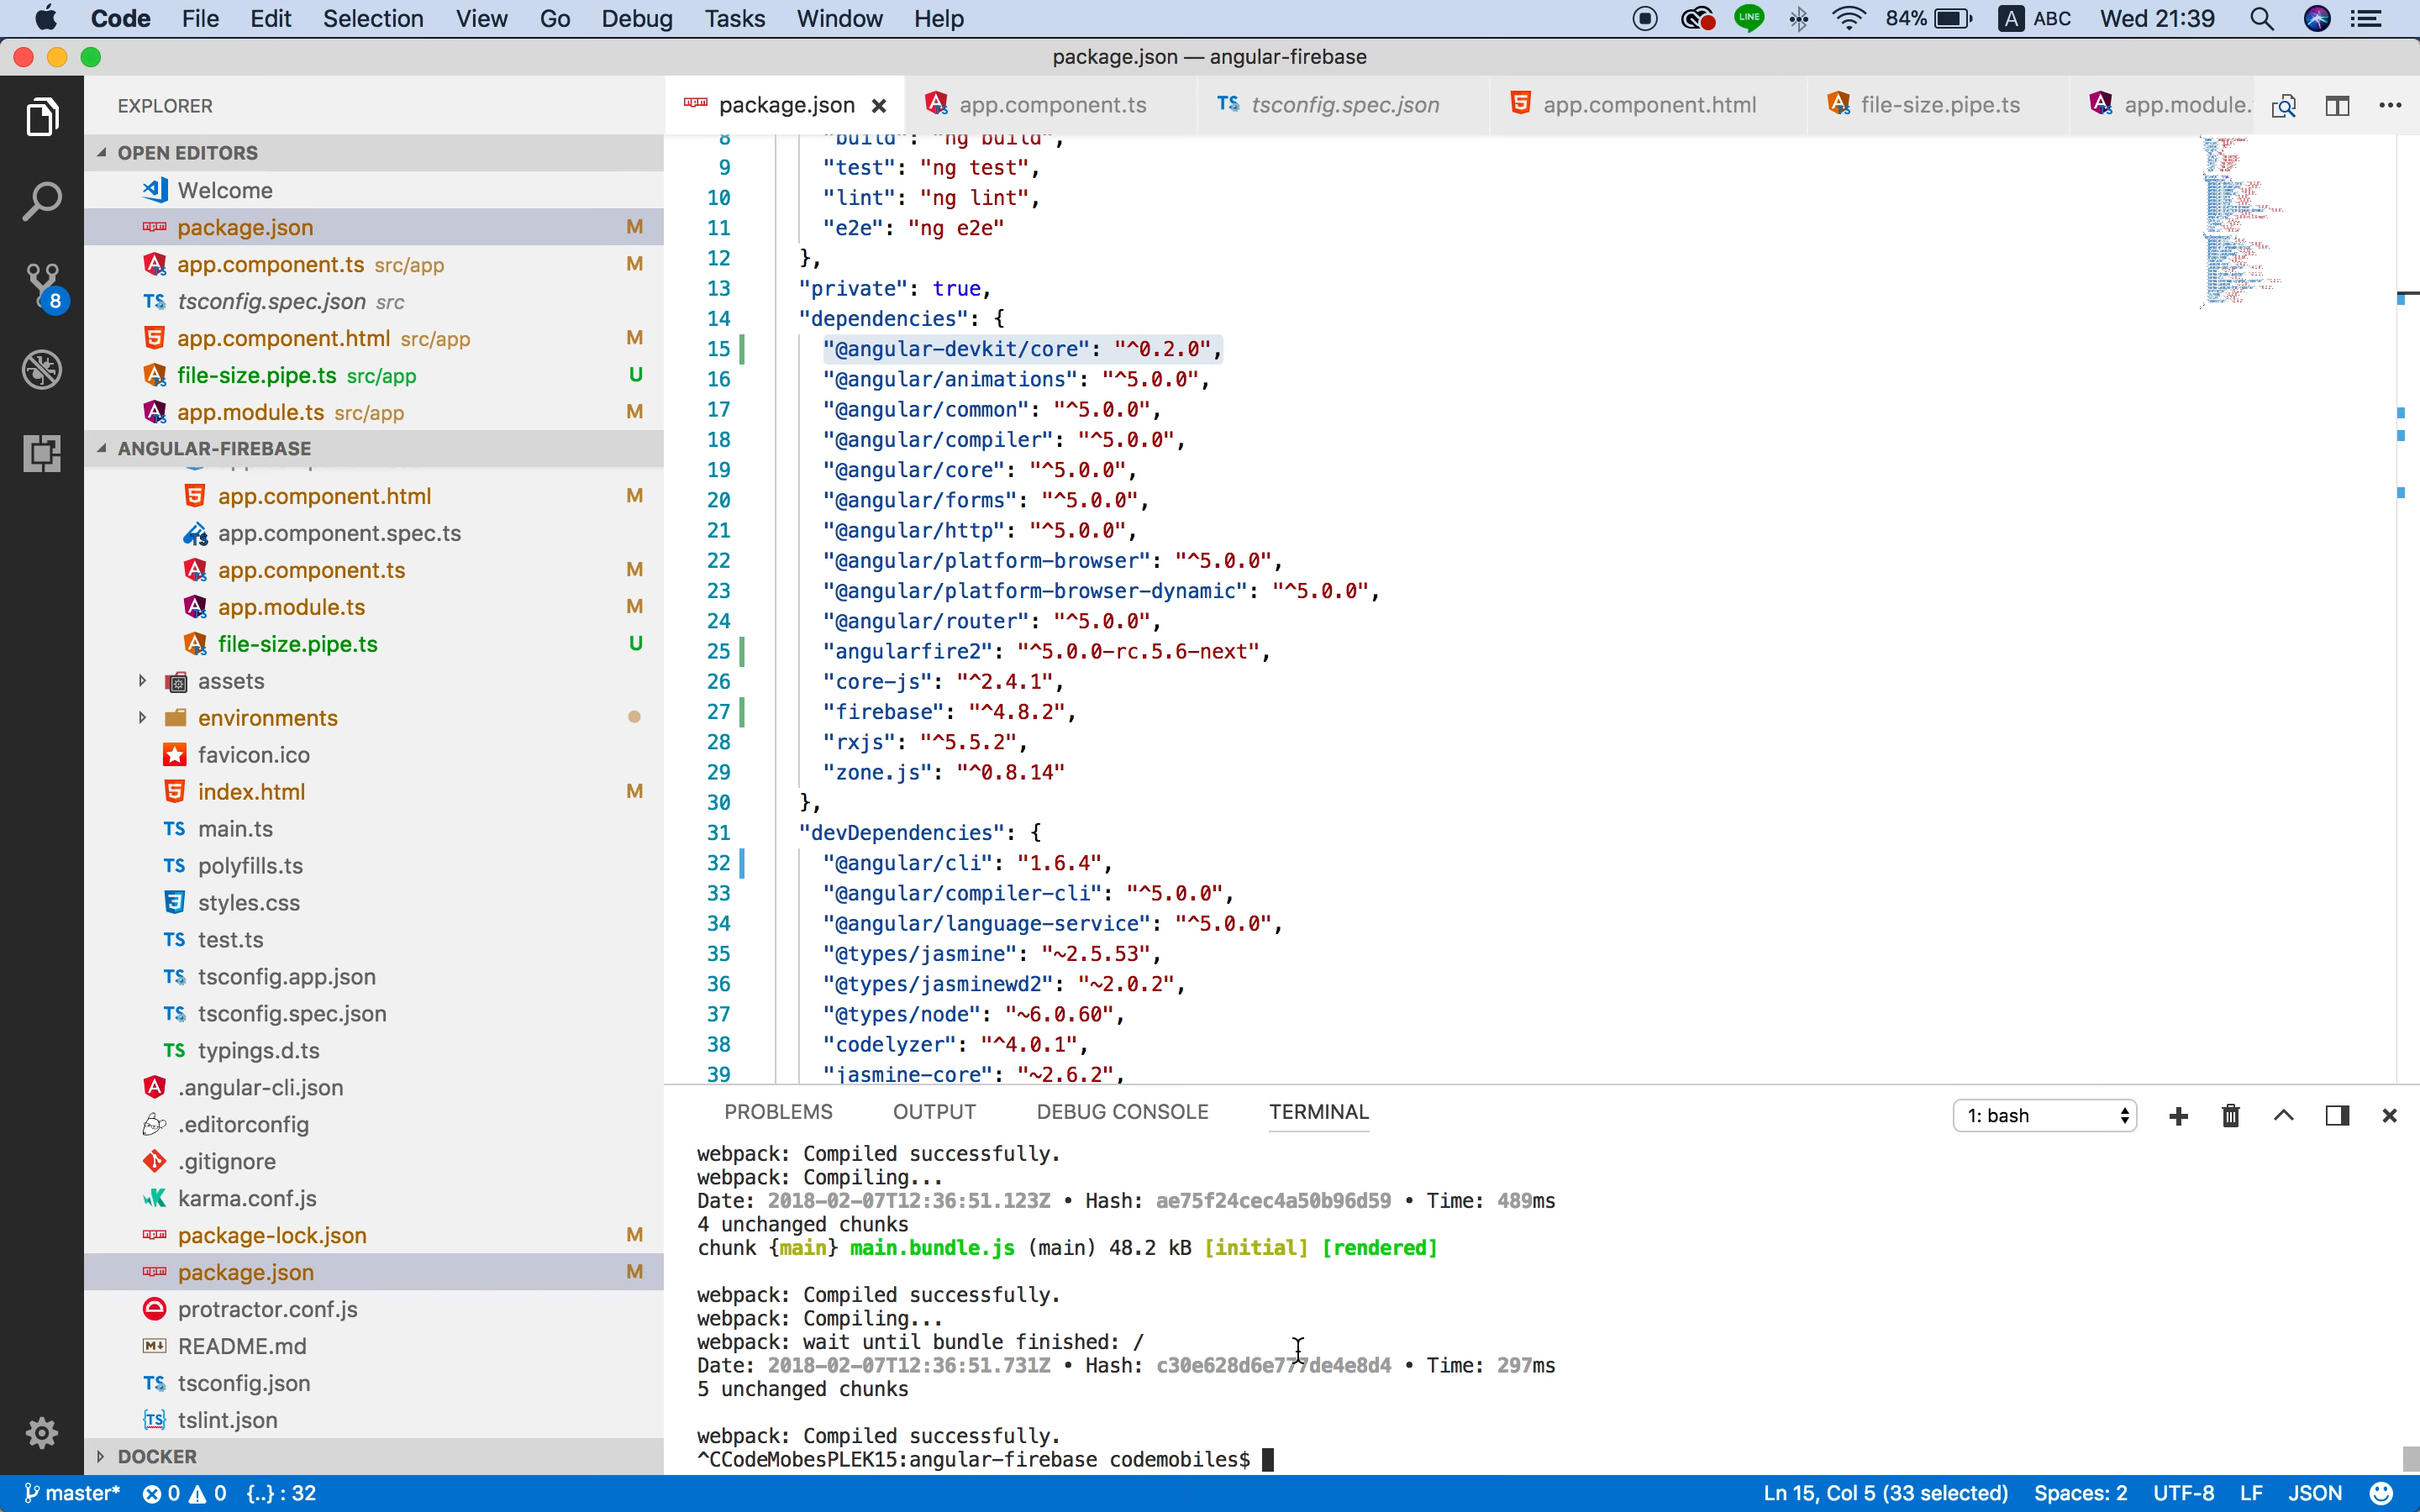 Code File Edit Selection View Go Debug Tasks Window Help LINE 84% A ABC Wed 21:39
package.json — angular-firebase
EXPLORER
package.json app.component.ts TS tsconfig.spec.json app.component.html file-size.pipe.ts app.module.
OPEN EDITORS
Welcome
package.json M
app.component.ts src/app M
TS tsconfig.spec.json src
app.component.html src/app M
file-size.pipe.ts src/app U
app.module.ts src/app M
ANGULAR-FIREBASE
app.component.html M
app.component.spec.ts
app.component.ts M
app.module.ts M
file-size.pipe.ts U
assets
environments
favicon.ico
index.html M
TS main.ts
TS polyfills.ts
styles.css
TS test.ts
TS tsconfig.app.json
TS tsconfig.spec.json
TS typings.d.ts
.angular-cli.json
.editorconfig
.gitignore
karma.conf.js
package-lock.json M
package.json M
protractor.conf.js
README.md
TS tsconfig.json
tslint.json
DOCKER
8
8 "build": "ng build",
9 "test": "ng test",
10 "lint": "ng lint",
11 "e2e": "ng e2e"
12 },
13 "private": true,
14 "dependencies": {
15 "@angular-devkit/core": "^0.2.0",
16 "@angular/animations": "^5.0.0",
17 "@angular/common": "^5.0.0",
18 "@angular/compiler": "^5.0.0",
19 "@angular/core": "^5.0.0",
20 "@angular/forms": "^5.0.0",
21 "@angular/http": "^5.0.0",
22 "@angular/platform-browser": "^5.0.0",
23 "@angular/platform-browser-dynamic": "^5.0.0",
24 "@angular/router": "^5.0.0",
25 "angularfire2": "^5.0.0-rc.5.6-next",
26 "core-js": "^2.4.1",
27 "firebase": "^4.8.2",
28 "rxjs": "^5.5.2",
29 "zone.js": "^0.8.14"
30 },
31 "devDependencies": {
32 "@angular/cli": "1.6.4",
33 "@angular/compiler-cli": "^5.0.0",
34 "@angular/language-service": "^5.0.0",
35 "@types/jasmine": "~2.5.53",
36 "@types/jasminewd2": "~2.0.2",
37 "@types/node": "~6.0.60",
38 "codelyzer": "^4.0.1",
39 "jasmine-core": "~2.6.2",
PROBLEMS OUTPUT DEBUG CONSOLE TERMINAL 1: bash
webpack: Compiled successfully.
webpack: Compiling...
Date: 2018-02-07T12:36:51.123Z • Hash: ae75f24cec4a50b96d59 • Time: 489ms
4 unchanged chunks
chunk {main} main.bundle.js (main) 48.2 kB [initial] [rendered]
webpack: Compiled successfully.
webpack: Compiling...
webpack: wait until bundle finished: /
Date: 2018-02-07T12:36:51.731Z • Hash: c30e628d6e777de4e8d4 • Time: 297ms
5 unchanged chunks
webpack: Compiled successfully.
^CCodeMobesPLEK15:angular-firebase codemobiles$
master* 0 0 {..} : 32 Ln 15, Col 5 (33 selected) Spaces: 2 UTF-8 LF JSON